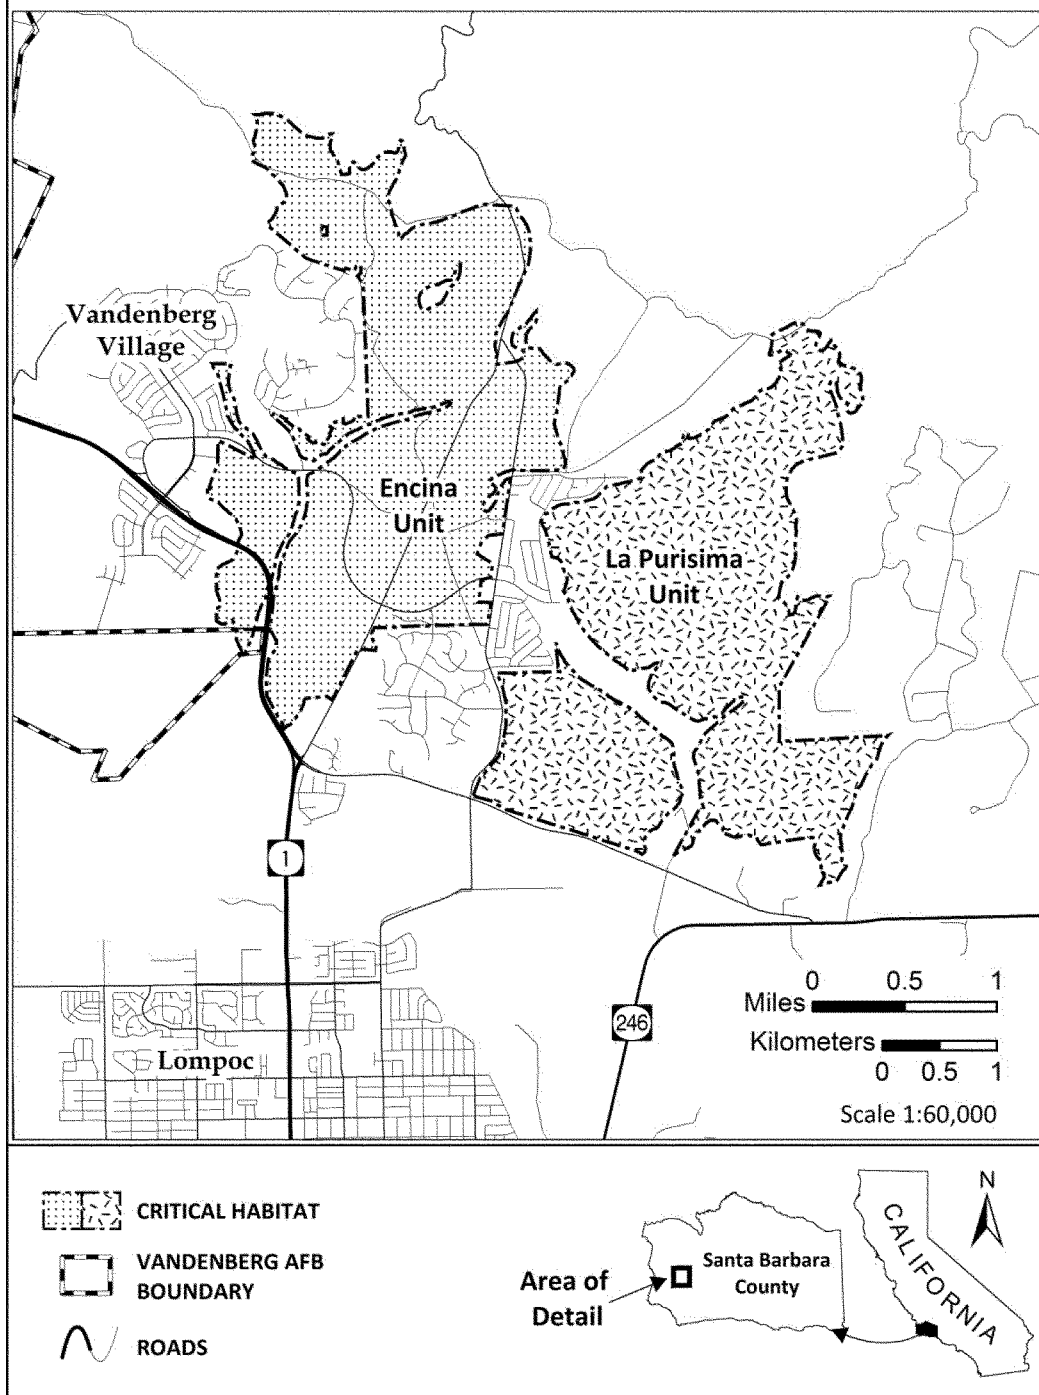 Vandenberg
Village
Encina
Unit
La Purisima
Unit
1
246
Lompoc
0 0.5 1
Miles
Kilometers
0 0.5 1
Scale 1:60,000
CRITICAL HABITAT
VANDENBERG AFB
BOUNDARY
ROADS
Area of
Detail
Santa Barbara
County
CALIFORNIA
N